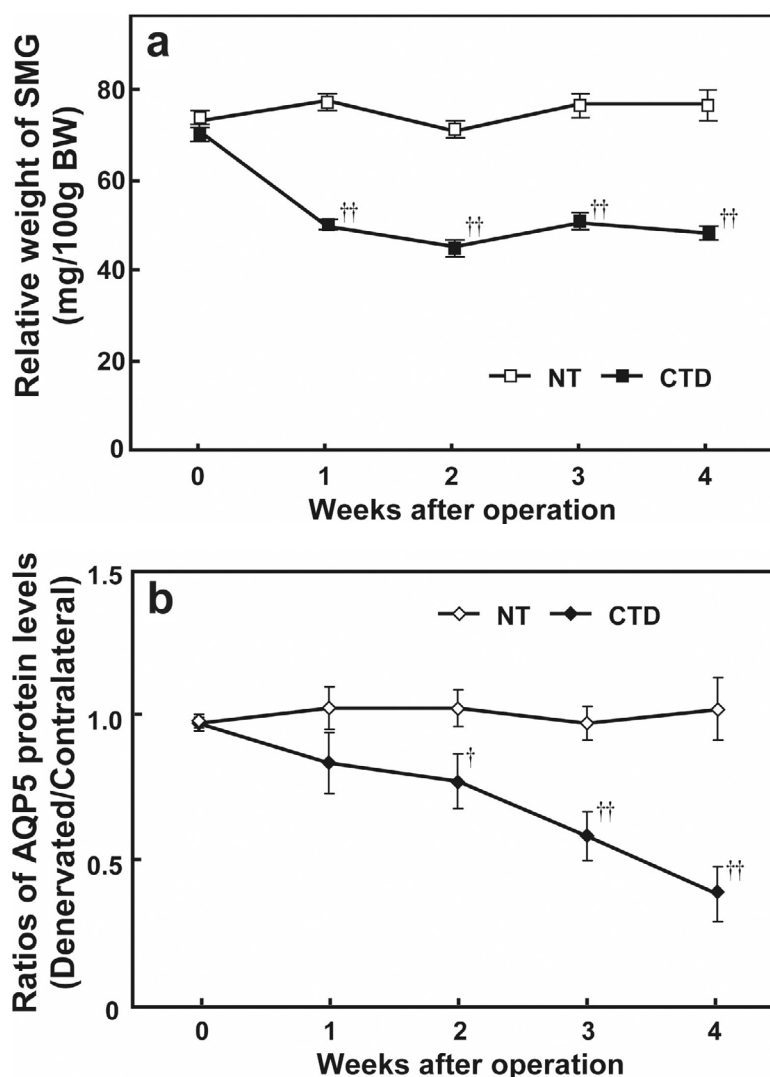 a
Relative weight of SMG
(mg/100g BW)
80
60
40
20
0
††
††
††
††
NT CTD
0 1 2 3 4
Weeks after operation
b
Ratios of AQP5 protein levels
(Denervated/Contralateral)
1.5
1.0
0.5
0
NT CTD
†
††
††
0 1 2 3 4
Weeks after operation